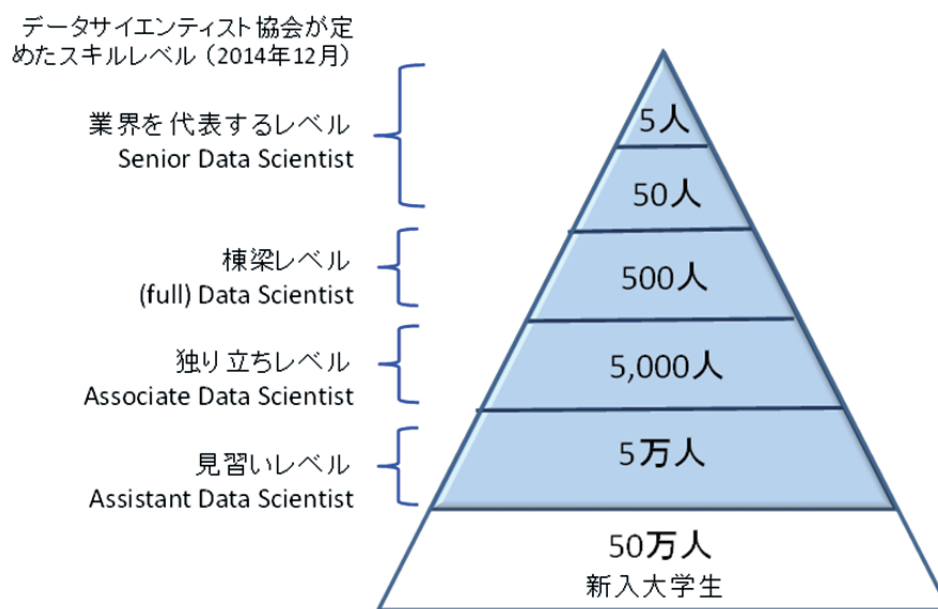 データサイエンティスト協会が定
めたスキルレベル（2014年12月）
業界を代表するレベル
Senior Data Scientist
棟梁レベル
(full) Data Scientist
独り立ちレベル
Associate Data Scientist
見習いレベル
Assistant Data Scientist
5人
50人
500人
5,000人
5万人
50万人
新入大学生